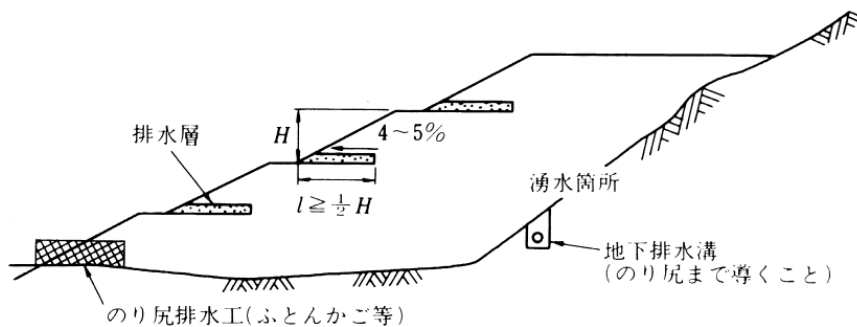 排水層
H
4~5%
l≧1/2 H
湧水箇所
地下排水溝
(のり尻まで導くこと)
のり尻排水工(ふとんかご等)